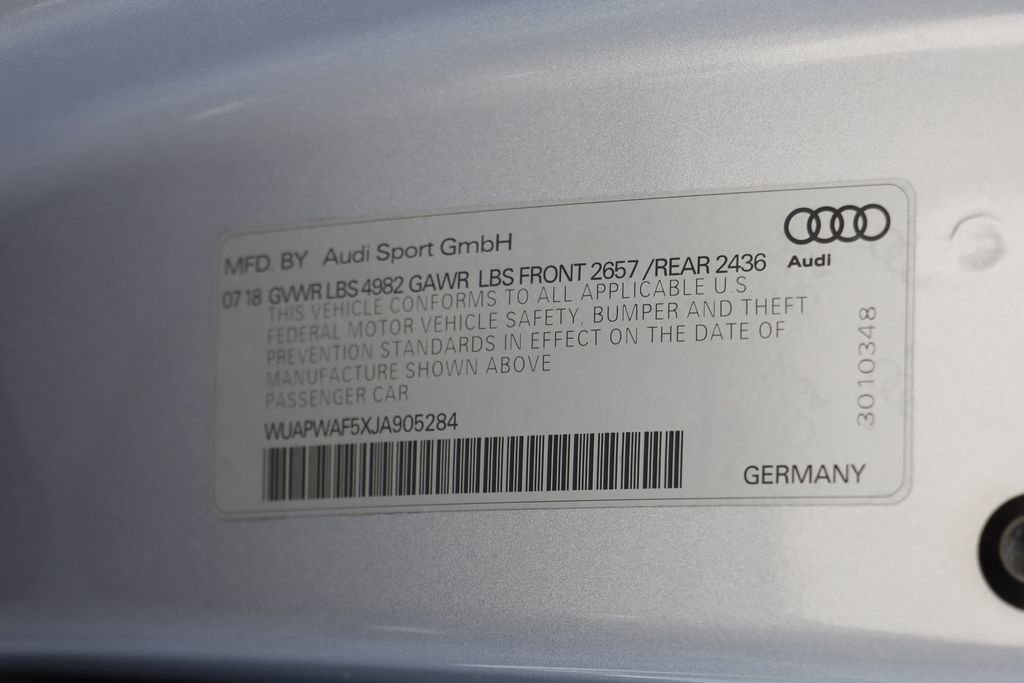 MFD. BY Audi Sport GmbH
Audi
07 18 GVWR LBS 4982 GAWR LBS FRONT 2657 / REAR 2436
THIS VEHICLE CONFORMS TO ALL APPLICABLE U.S.
FEDERAL MOTOR VEHICLE SAFETY, BUMPER AND THEFT
PREVENTION STANDARDS IN EFFECT ON THE DATE OF
MANUFACTURE SHOWN ABOVE
PASSENGER CAR
WUAPWAF5XJA905284
GERMANY
3010348